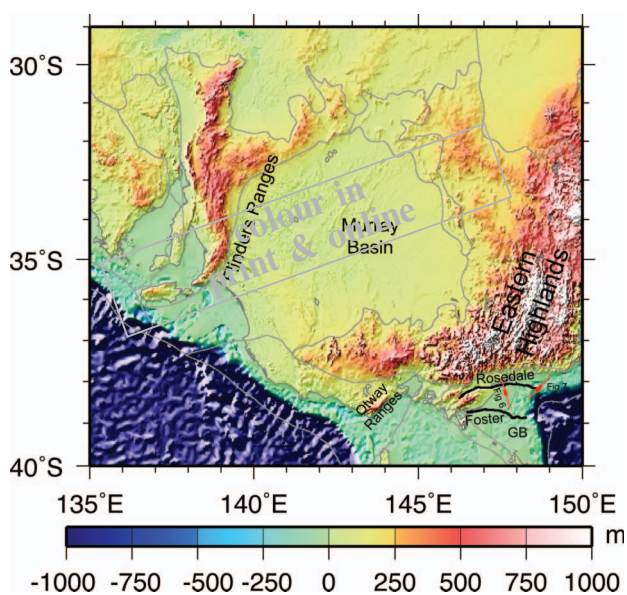 30°S
35°S
40°S
135°E
140°E
145°E
150°E
Flinders Ranges
Colour in
print & online
Murray
Basin
Eastern
Highlands
Otway
Ranges
Rosedale
Fig 6
Fig 7
Foster
GB
m
-1000 -750 -500 -250 0 250 500 750 1000